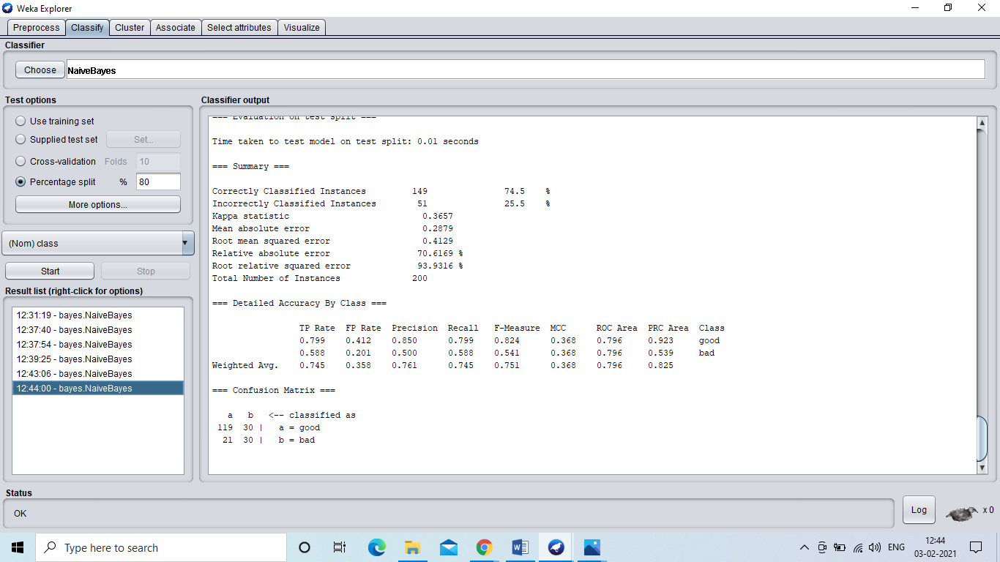 Weka Explorer
Preprocess Classify Cluster Associate Select attributes Visualize
Classifier
Choose NaiveBayes
Test options
Use training set
Supplied test set Set...
Cross-validation Folds 10
Percentage split % 80
More options...
(Nom) class
Start Stop
Result list (right-click for options)
12:31:19 - bayes.NaiveBayes
12:37:40 - bayes.NaiveBayes
12:37:54 - bayes.NaiveBayes
12:39:25 - bayes.NaiveBayes
12:43:06 - bayes.NaiveBayes
12:44:00 - bayes.NaiveBayes
Classifier output
=== Evaluation on test split ===
Time taken to test model on test split: 0.01 seconds
=== Summary ===
Correctly Classified Instances 149 74.5 %
Incorrectly Classified Instances 51 25.5 %
Kappa statistic 0.3657
Mean absolute error 0.2879
Root mean squared error 0.4129
Relative absolute error 70.6169 %
Root relative squared error 93.9316 %
Total Number of Instances 200
=== Detailed Accuracy By Class ===
TP Rate FP Rate Precision Recall F-Measure MCC ROC Area PRC Area Class
0.799 0.412 0.850 0.799 0.824 0.368 0.796 0.923 good
0.588 0.201 0.500 0.588 0.541 0.368 0.796 0.539 bad
Weighted Avg. 0.745 0.358 0.761 0.745 0.751 0.368 0.796 0.825
=== Confusion Matrix ===
a b <-- classified as
119 30 | a = good
21 30 | b = bad
Status
OK
Log
x 0
Type here to search
ENG
12:44
03-02-2021